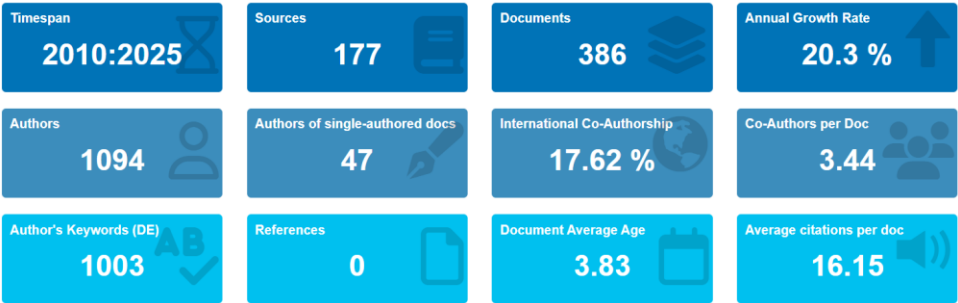 Timespan
2010:2025
Sources
177
Documents
386
Annual Growth Rate
20.3 %
Authors
1094
Authors of single-authored docs
47
International Co-Authorship
17.62 %
Co-Authors per Doc
3.44
Author's Keywords (DE)
AB
1003
References
0
Document Average Age
3.83
Average citations per doc
16.15